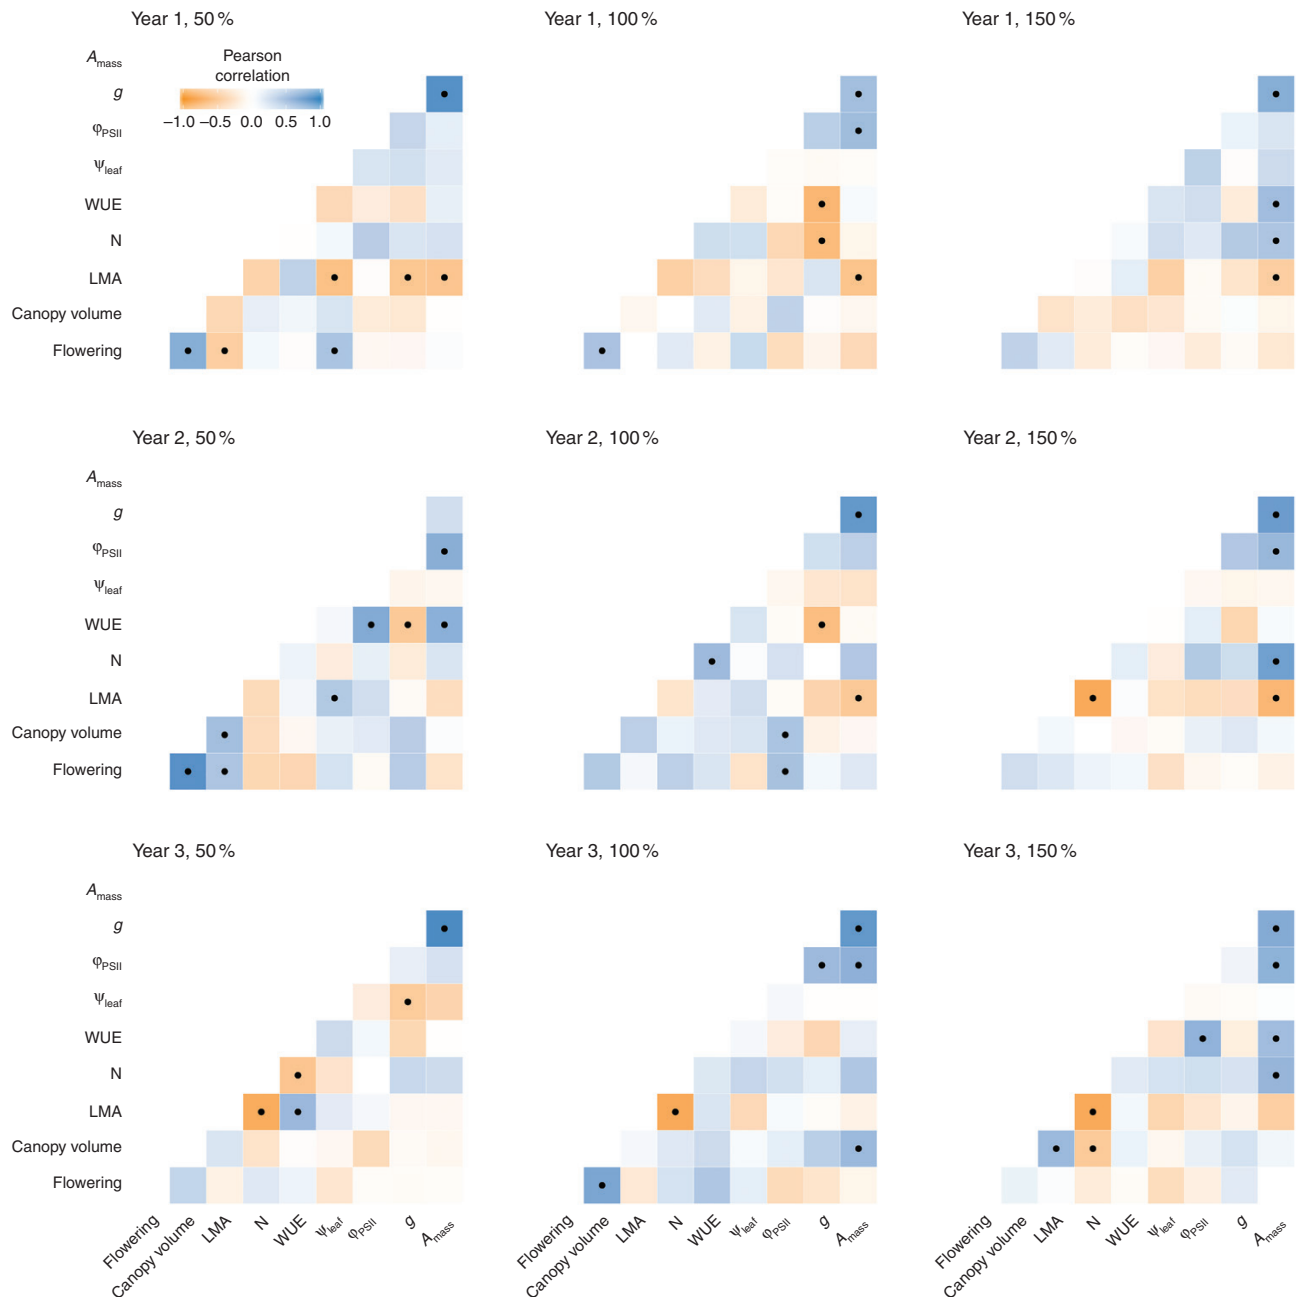 Year 1, 50 %
Year 1, 100 %
Year 1, 150 %
Amass
g
φPSII
ψleaf
WUE
N
LMA
Canopy volume
Flowering
Pearson
correlation
–1.0 –0.5 0.0 0.5 1.0
Year 2, 50 %
Year 2, 100 %
Year 2, 150 %
Amass
g
φPSII
ψleaf
WUE
N
LMA
Canopy volume
Flowering
Year 3, 50 %
Year 3, 100 %
Year 3, 150 %
Amass
g
φPSII
ψleaf
WUE
N
LMA
Canopy volume
Flowering
Flowering
Canopy volume
LMA
N
WUE
ψleaf
φPSII
g
Amass
Flowering
Canopy volume
LMA
N
WUE
ψleaf
φPSII
g
Amass
Flowering
Canopy volume
LMA
N
WUE
ψleaf
φPSII
g
Amass